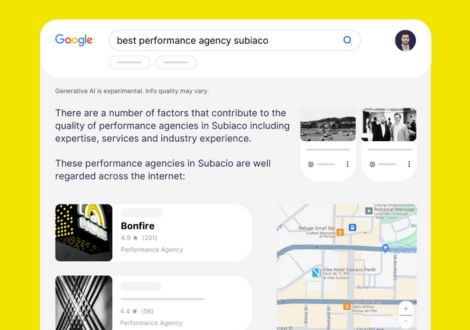 Google
best performance agency subiaco
Generative AI is experimental. Info quality may vary.
There are a number of factors that contribute to the
quality of performance agencies in Subiaco including
expertise, services and industry experience.
These performance agencies in Subacio are well
regarded across the internet:
Bonfire
4.9 ★ (201)
Performance Agency
4.4 ★ (56)
Performance Agency
Refuge Small Bar
Vibe Hotel Subiaco Perth